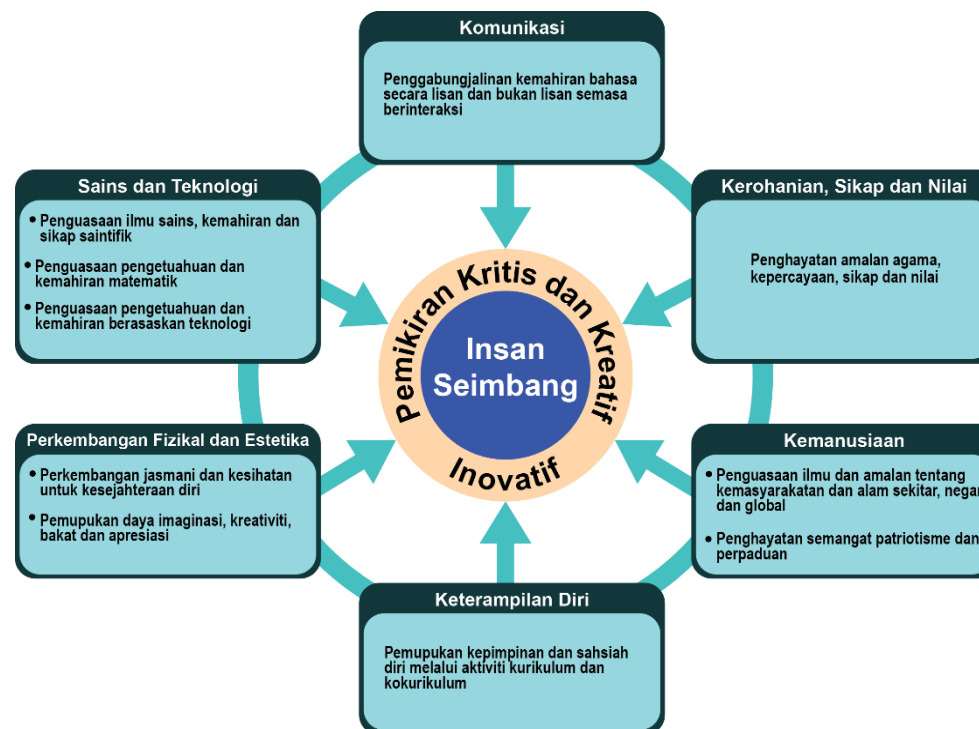 Komunikasi
Penggabungjalinan kemahiran bahasa
secara lisan dan bukan lisan semasa
berinteraksi
Sains dan Teknologi
• Penguasaan ilmu sains, kemahiran dan
sikap saintifik
• Penguasaan pengetuahuan dan
kemahiran matematik
• Penguasaan pengetuahuan dan
kemahiran berasaskan teknologi
Kerohanian, Sikap dan Nilai
Penghayatan amalan agama,
kepercayaan, sikap dan nilai
Pemikiran Kritis dan Kreatif
Insan
Seimbang
Inovatif
Perkembangan Fizikal dan Estetika
• Perkembangan jasmani dan kesihatan
untuk kesejahteraan diri
• Pemupukan daya imaginasi, kreativiti,
bakat dan apresiasi
Kemanusiaan
• Penguasaan ilmu dan amalan tentang
kemasyarakatan dan alam sekitar, negar
dan global
• Penghayatan semangat patriotisme dan
perpaduan
Keterampilan Diri
Pemupukan kepimpinan dan sahsiah
diri melalui aktiviti kurikulum dan
kokurikulum